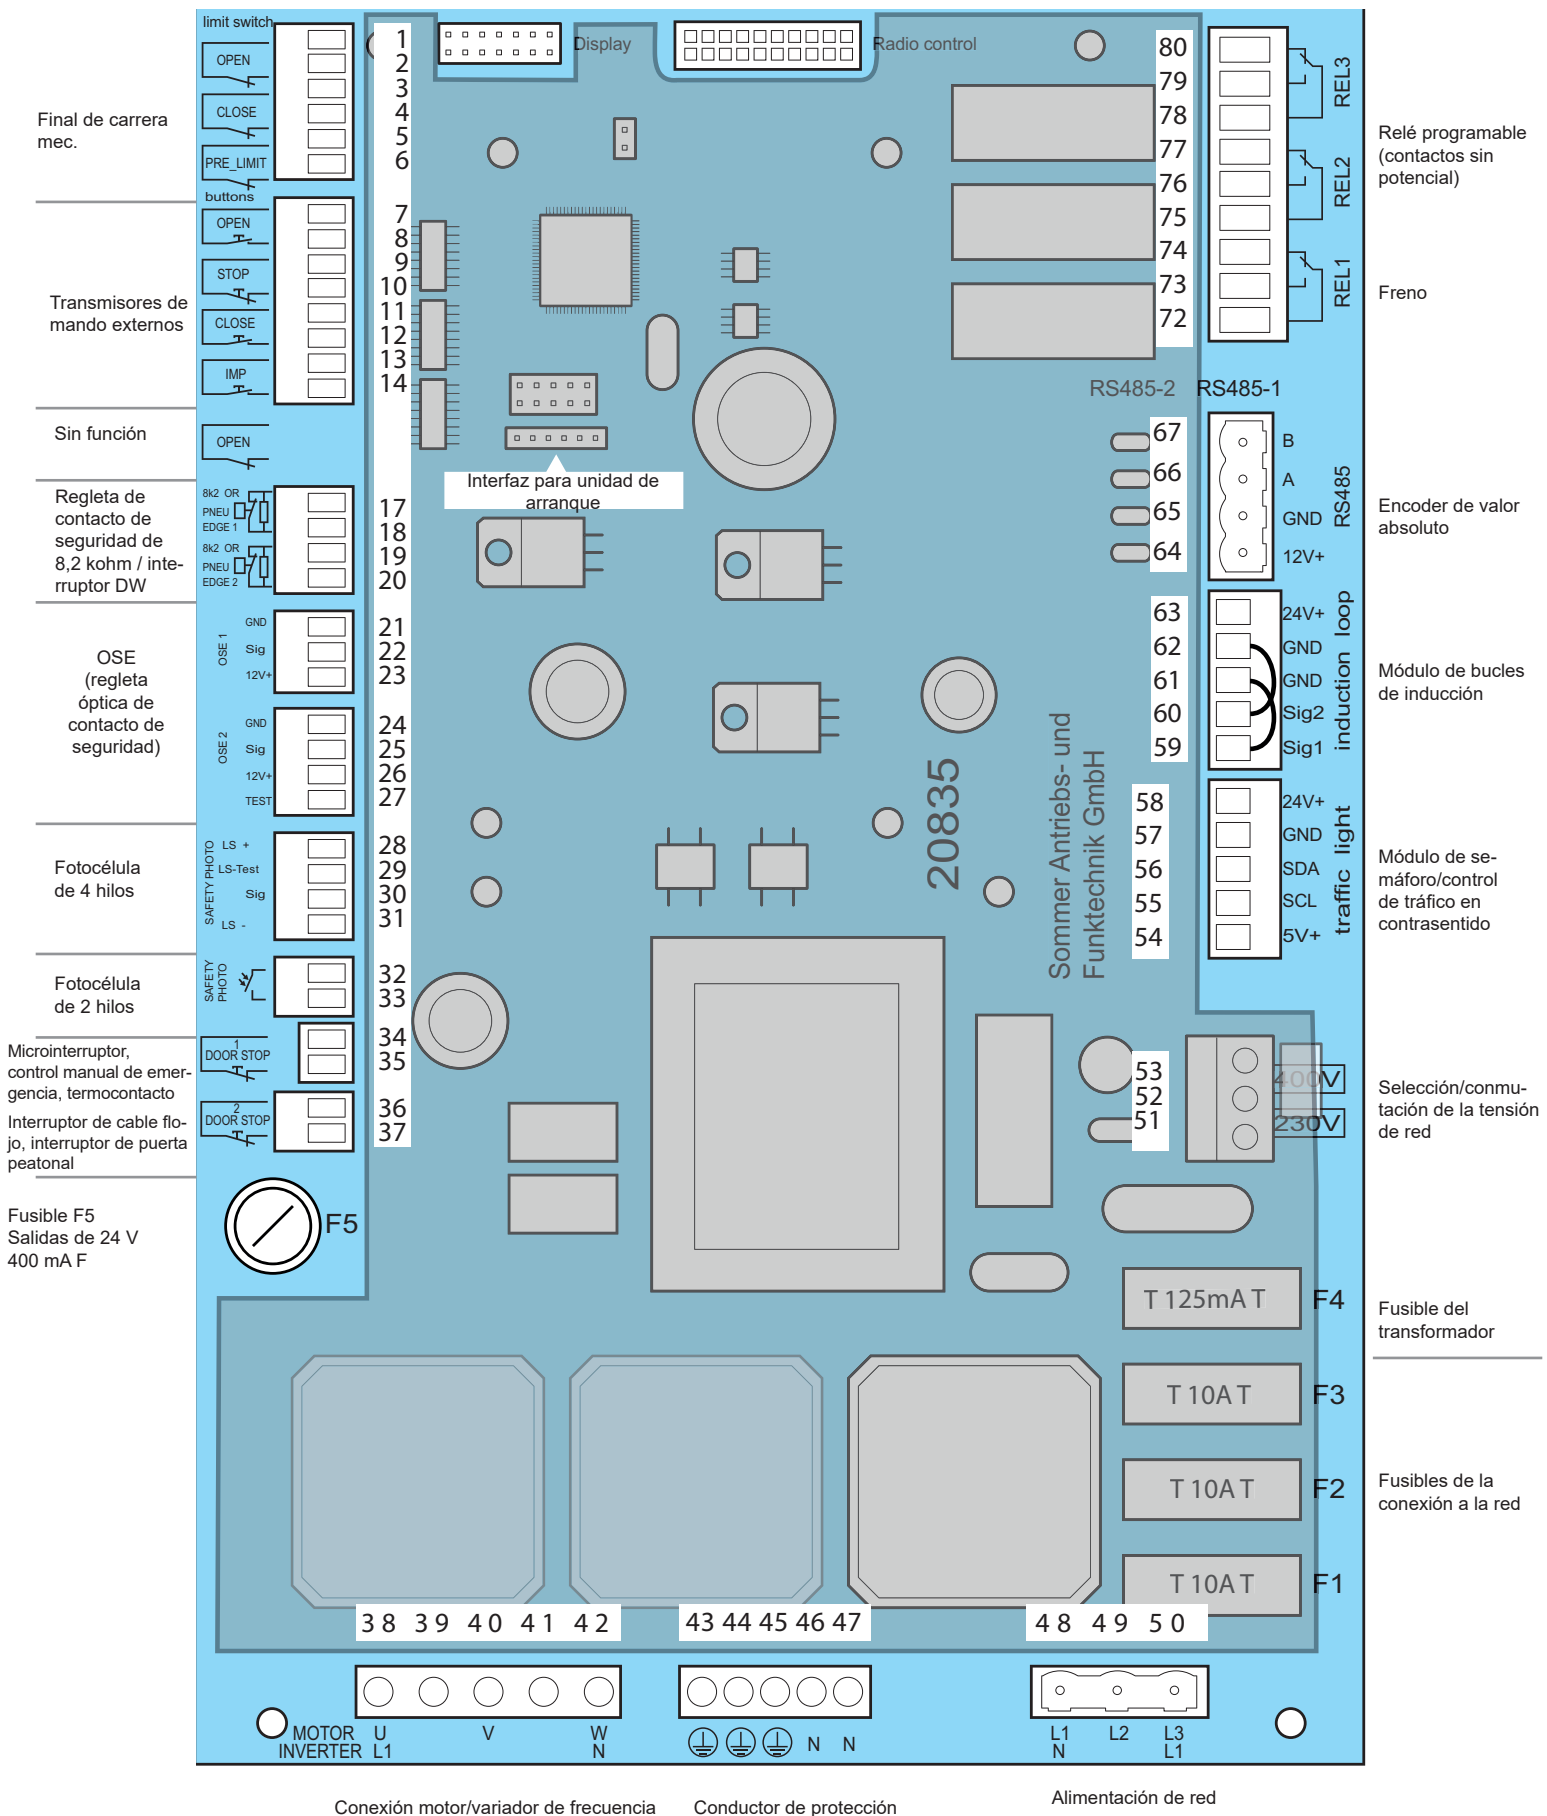 limit switch
OPEN
CLOSE
PRE_LIMIT
Final de carrera
mec.
1
2
3
4
5
6
Display
Radio control
80
79
78
77
76
75
74
73
72
REL3
REL2
REL1
Relé programable
(contactos sin
potencial)
Freno
buttons
OPEN
STOP
CLOSE
IMP
Transmisores de
mando externos
7
8
9
10
11
12
13
14
Sin función
OPEN
Interfaz para unidad de
arranque
RS485-2
RS485-1
67
66
65
64
B
A
GND
12V+
RS485
Encoder de valor
absoluto
Regleta de
contacto de
seguridad de
8,2 kohm / inte-
rruptor DW
8k2 OR
PNEU
EDGE 1
8k2 OR
PNEU
EDGE 2
17
18
19
20
63
62
61
60
59
24V+
GND
GND
Sig2
Sig1
induction loop
Módulo de bucles
de inducción
OSE
(regleta
óptica de
contacto de
seguridad)
OSE 1
GND
Sig
12V+
21
22
23
OSE 2
GND
Sig
12V+
TEST
24
25
26
27
20835
Sommer Antriebs- und
Funktechnik GmbH
58
57
56
55
54
24V+
GND
SDA
SCL
5V+
traffic light
Módulo de se-
máforo/control
de tráfico en
contrasentido
Fotocélula
de 4 hilos
SAFETY PHOTO
LS +
LS-Test
Sig
LS -
28
29
30
31
Fotocélula
de 2 hilos
SAFETY
PHOTO
32
33
Microinterruptor,
control manual de emer-
gencia, termocontacto
1
DOOR STOP
34
35
Interruptor de cable flo-
jo, interruptor de puerta
peatonal
2
DOOR STOP
36
37
53
52
51
400V
230V
Selección/conmu-
tación de la tensión
de red
Fusible F5
Salidas de 24 V
400 mA F
F5
T 125mA T
F4
Fusible del
transformador
T 10A T
F3
T 10A T
F2
T 10A T
F1
Fusibles de la
conexión a la red
38 39 40 41 42
43 44 45 46 47
48 49 50
MOTOR U V W
INVERTER L1 N
N N
L1 L2 L3
N L1
Conexión motor/variador de frecuencia
Conductor de protección
Alimentación de red